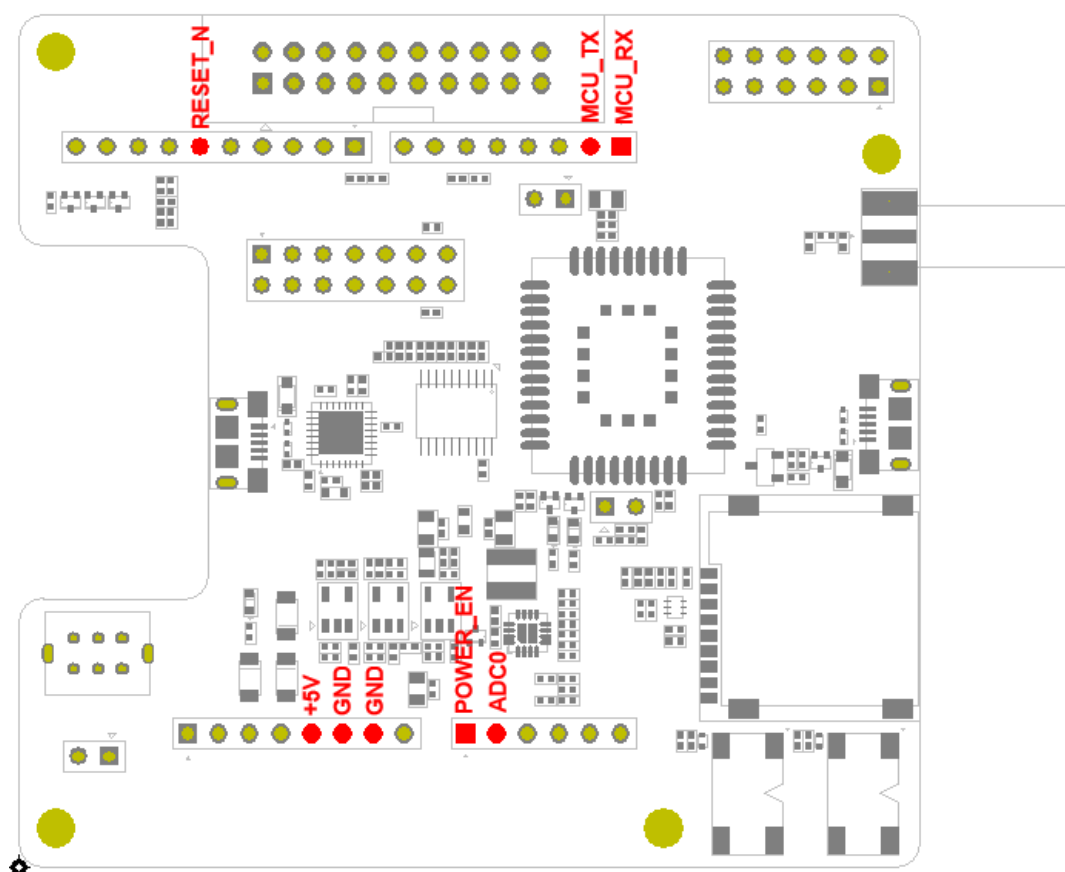 RESET_N
MCU_TX
MCU_RX
+5V
GND
GND
POWER_EN
ADC0